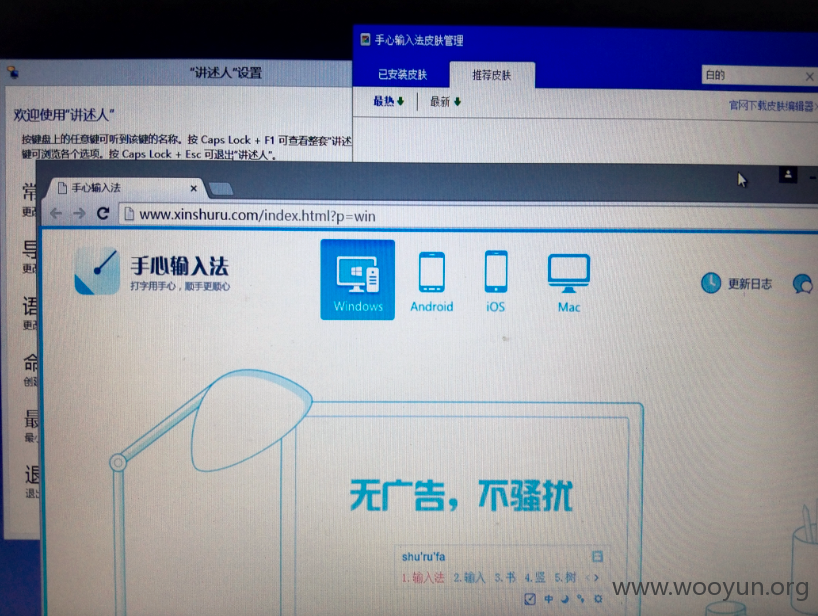 手心输入法皮肤管理
"讲述人"设置
已安装皮肤 推荐皮肤
白的
最热 最新
官网下载皮肤编辑器
欢迎使用"讲述人"
按键盘上的任意键可听到该键的名称。按 Caps Lock + F1 可查看整套"讲述
键可浏览各个选项。按 Caps Lock + Esc 可退出"讲述人"。
常
更改
导
更改
语
更改
命
创建
最
最小
退
退出
手心输入法
www.xinshuru.com/index.html?p=win
手心输入法
打字用手心,顺手更顺心
Windows
Android
iOS
Mac
更新日志
无广告,不骚扰
shu'ru'fa
1.输入法 2.输入 3.书 4.竖 5.树
中
www.wooyun.org